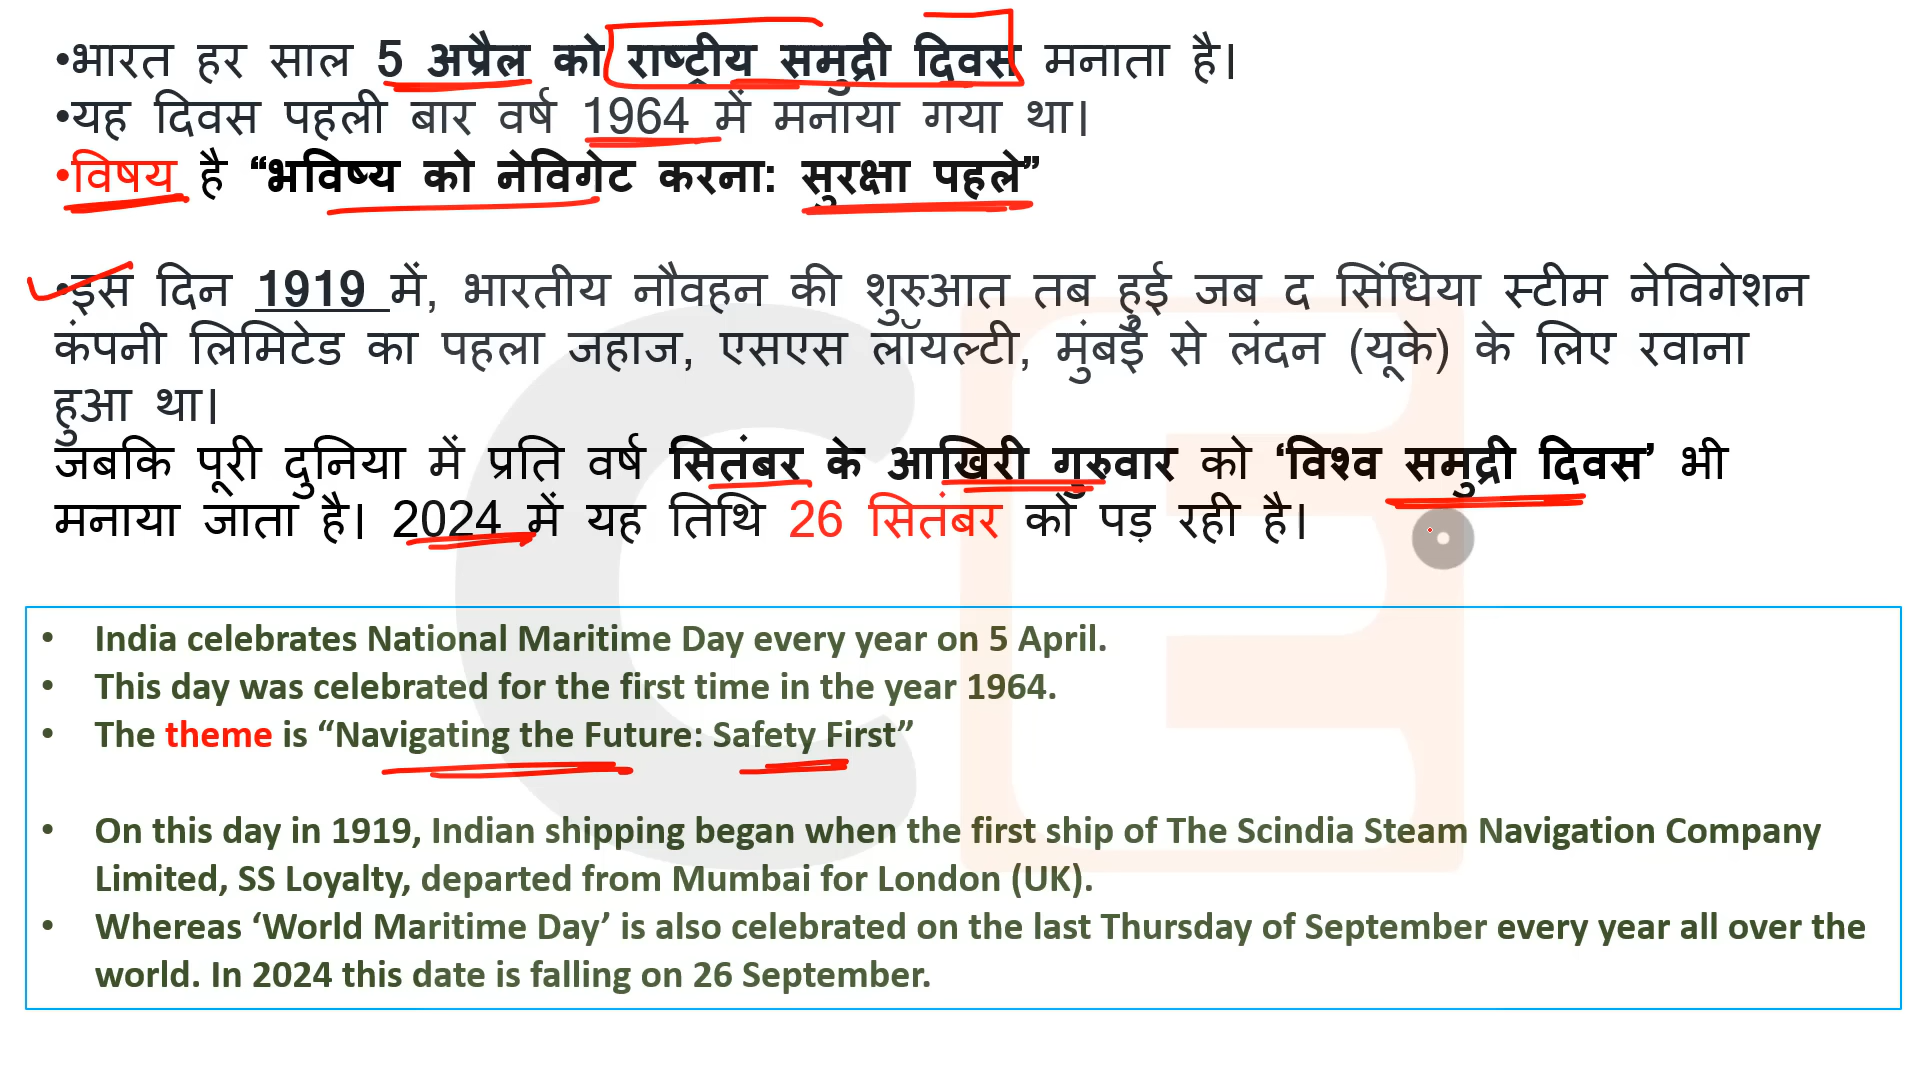 •भारत हर साल 5 अप्रैल को राष्ट्रीय समुद्री दिवस मनाता है।
•यह दिवस पहली बार वर्ष 1964 में मनाया गया था।
•विषय है “भविष्य को नेविगेट करना: सुरक्षा पहले”
•इस दिन 1919 में, भारतीय नौवहन की शुरुआत तब हुई जब द सिंधिया स्टीम नेविगेशन
कंपनी लिमिटेड का पहला जहाज, एसएस लॉयल्टी, मुंबई से लंदन (यूके) के लिए रवाना
हुआ था।
जबकि पूरी दुनिया में प्रति वर्ष सितंबर के आखिरी गुरुवार को ‘विश्व समुद्री दिवस’ भी
मनाया जाता है। 2024 में यह तिथि 26 सितंबर को पड़ रही है।
• India celebrates National Maritime Day every year on 5 April.
• This day was celebrated for the first time in the year 1964.
• The theme is “Navigating the Future: Safety First”
• On this day in 1919, Indian shipping began when the first ship of The Scindia Steam Navigation Company
Limited, SS Loyalty, departed from Mumbai for London (UK).
• Whereas ‘World Maritime Day’ is also celebrated on the last Thursday of September every year all over the
world. In 2024 this date is falling on 26 September.